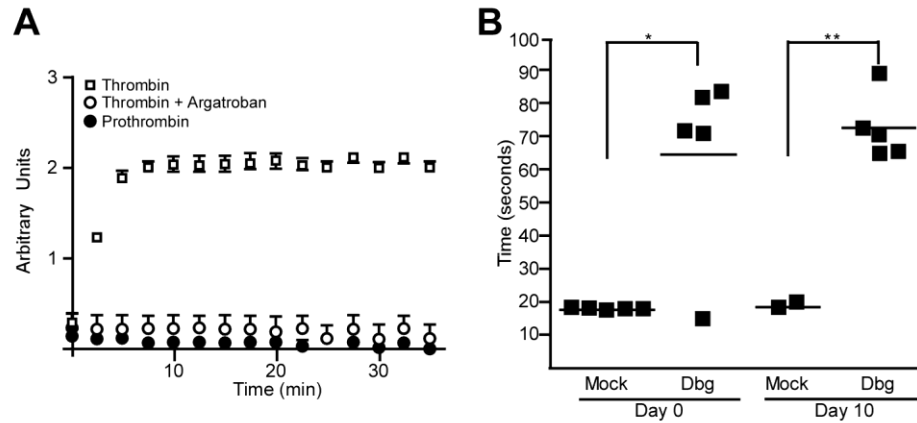 A
3
2
1
Arbitrary Units
Thrombin
Thrombin + Argatroban
Prothrombin
10
20
30
Time (min)
B
100
90
80
70
60
50
40
30
20
10
Time (seconds)
*
**
Mock
Dbg
Mock
Dbg
Day 0
Day 10